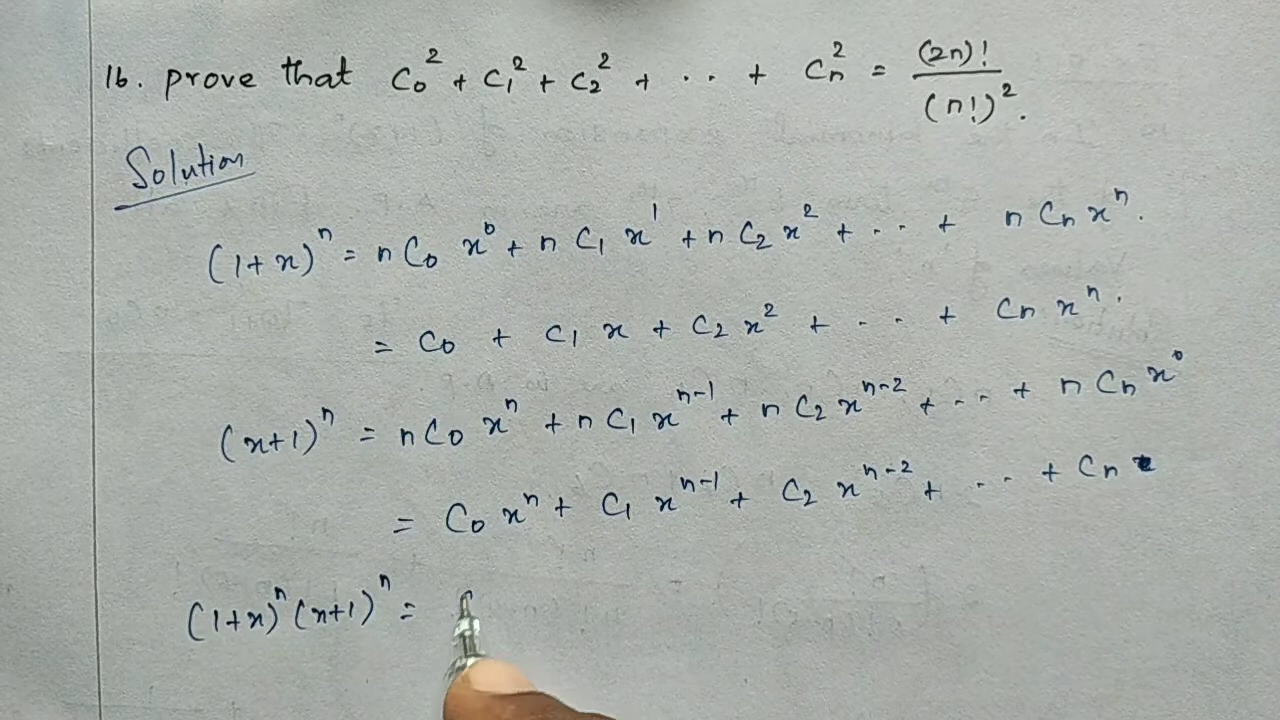 16. prove that C₀² + C₁² + C₂² + ·· + Cₙ² = (2n)! / (n!)².
Solution
(1+x)ⁿ = nC₀ x⁰ + nC₁ x¹ + nC₂ x² + ·· + nCₙ xⁿ.
= C₀ + C₁ x + C₂ x² + ·· + Cₙ xⁿ.
(x+1)ⁿ = nC₀ xⁿ + nC₁ xⁿ⁻¹ + nC₂ xⁿ⁻² + ·· + nCₙ x⁰
= C₀ xⁿ + C₁ xⁿ⁻¹ + C₂ xⁿ⁻² + ·· + Cₙ
(1+x)ⁿ (x+1)ⁿ =